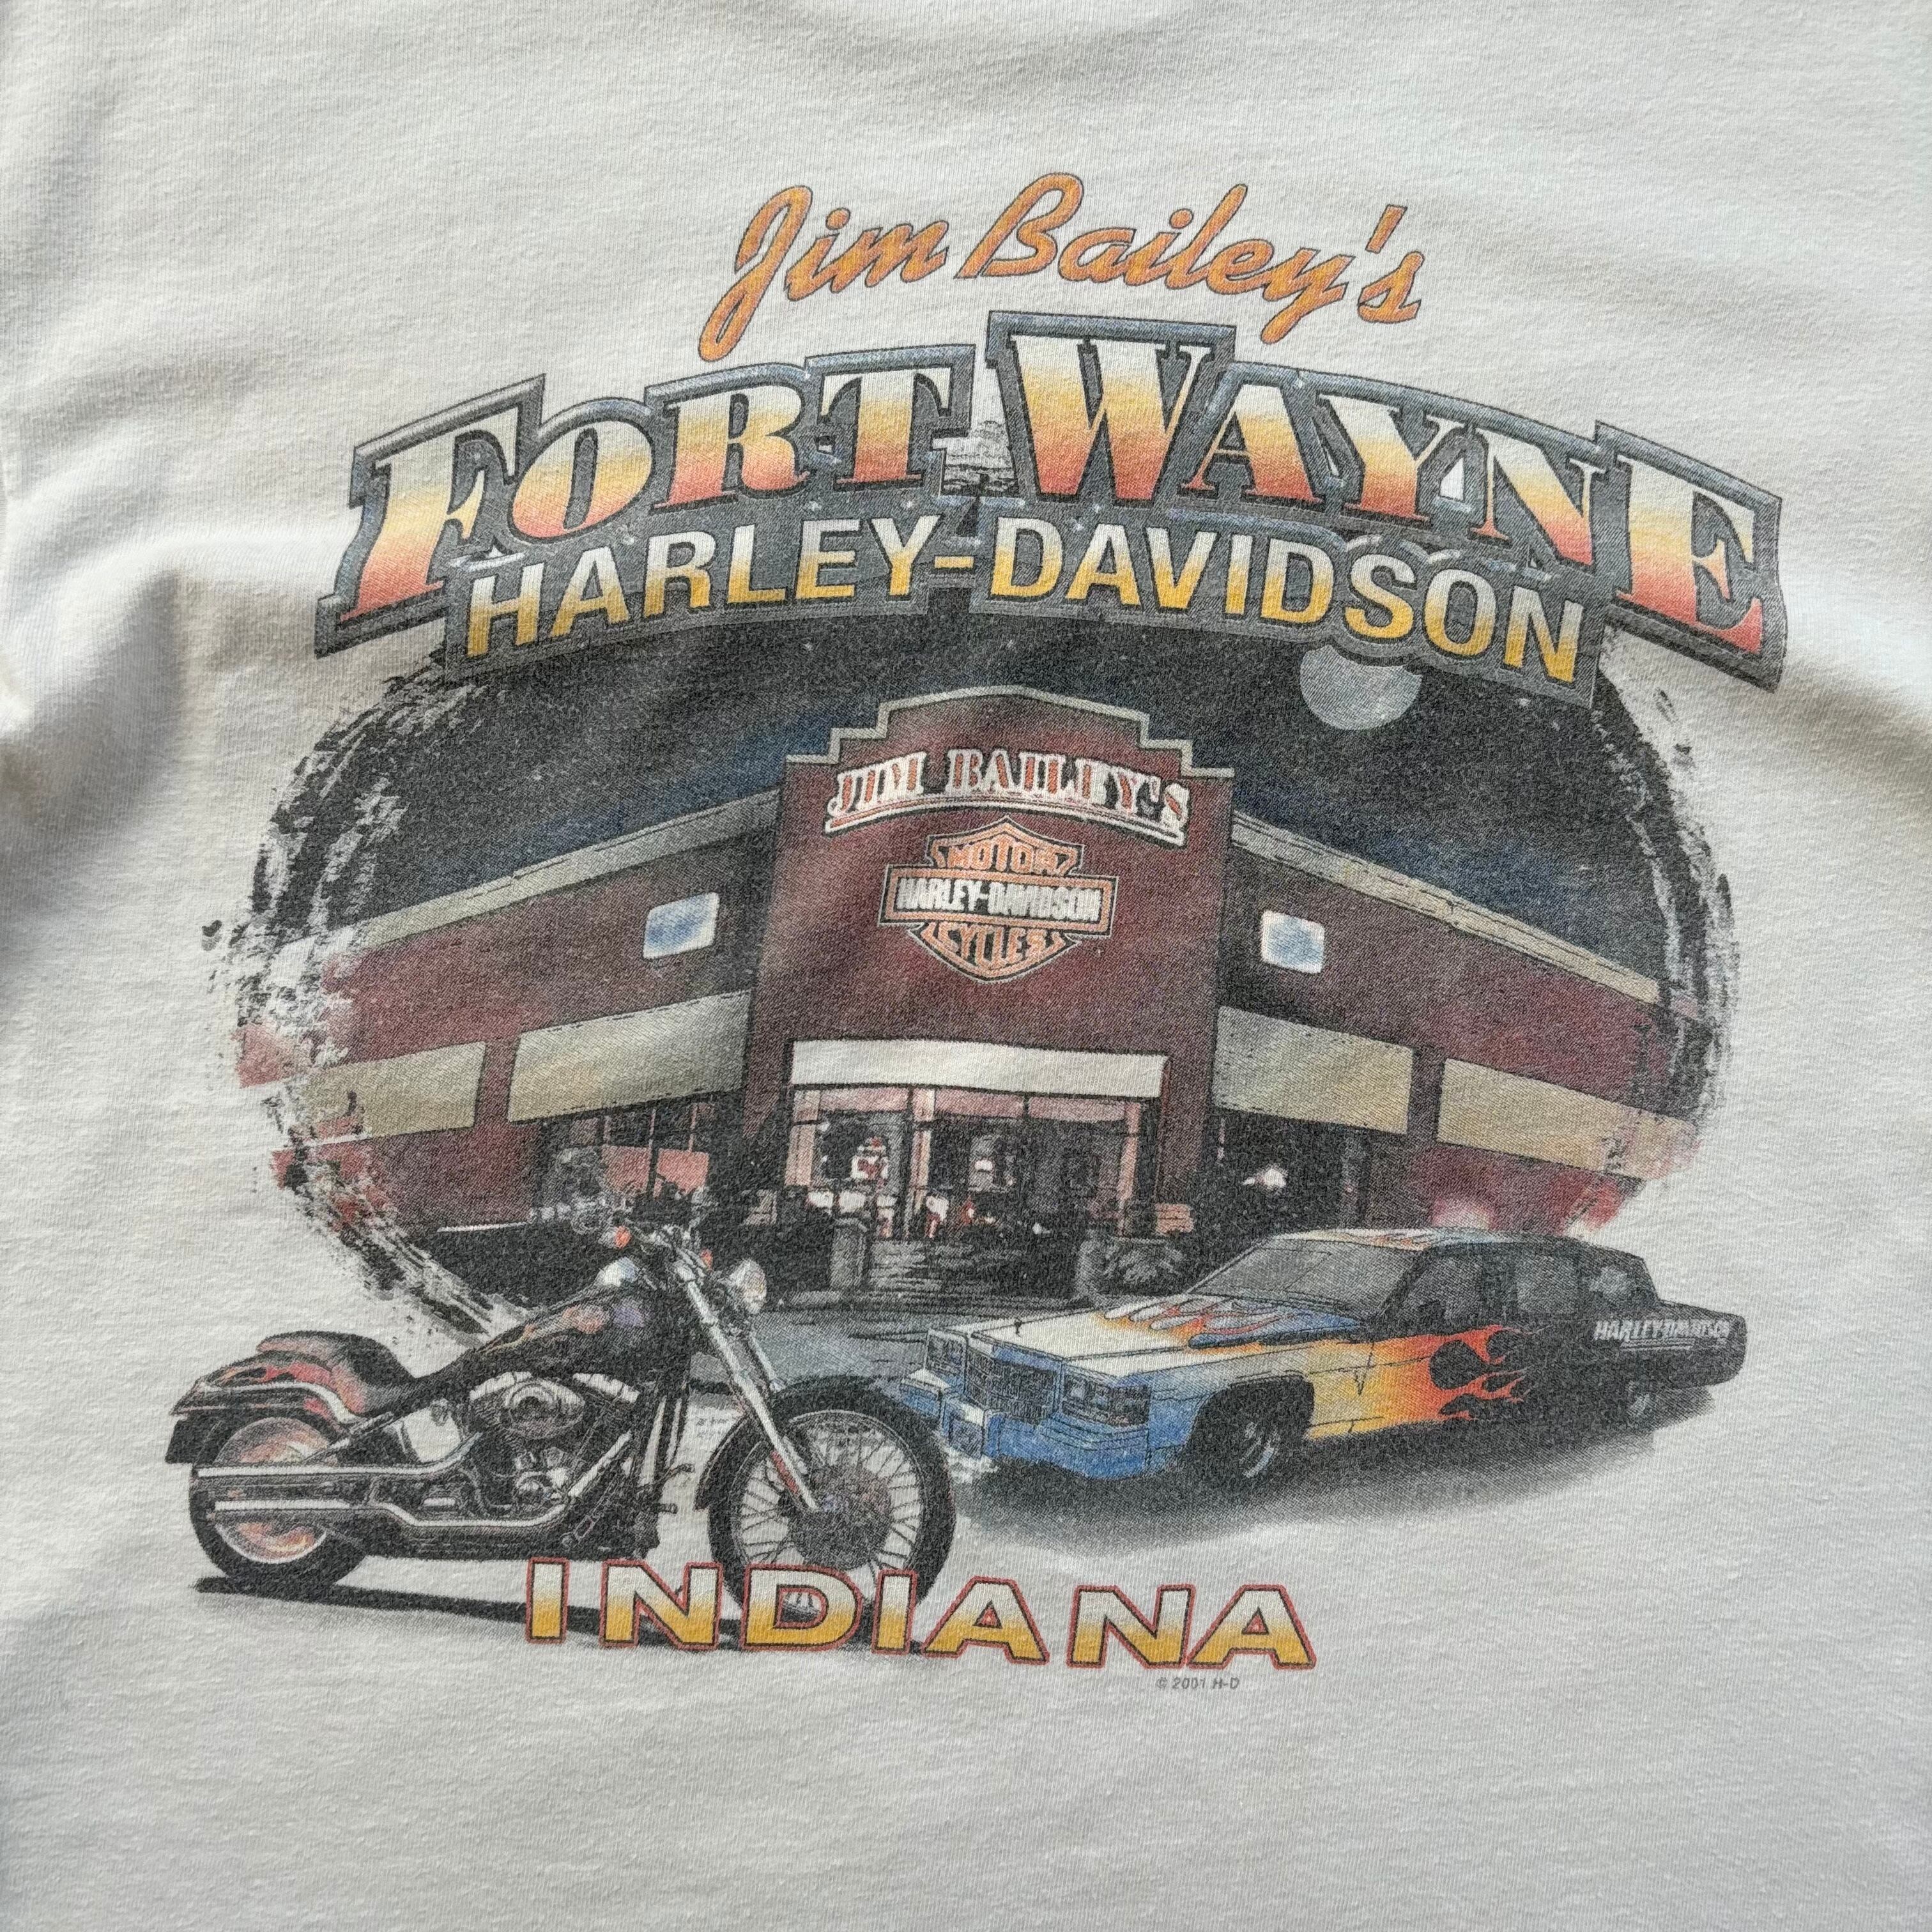 Jim Bailey's
FORT WAYNE
HARLEY-DAVIDSON
JIM BAILEY'S
MOTOR
HARLEY-DAVIDSON
CYCLES
HARLEY-DAVIDSON
INDIANA
© 2001 H-D